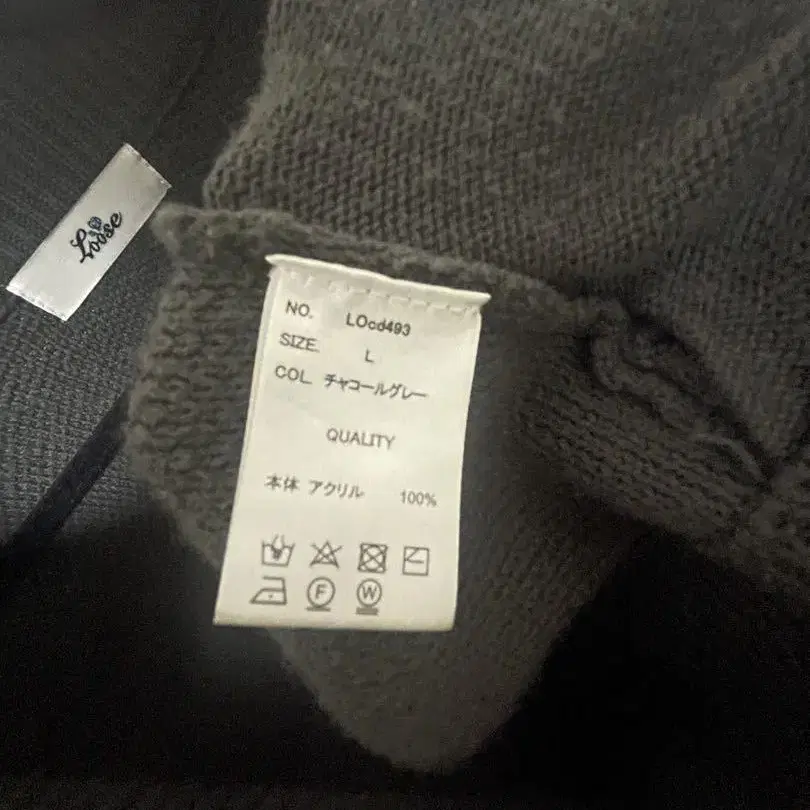 Loose
NO. LOcd493
SIZE. L
COL. チャコールグレー
QUALITY
本体 アクリル 100%
F W